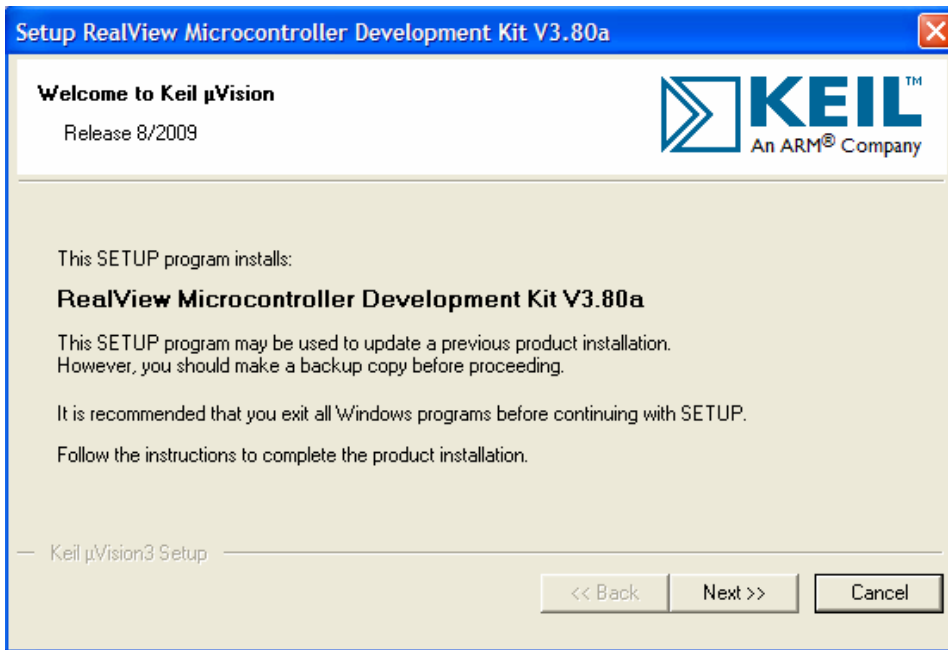 Setup RealView Microcontroller Development Kit V3.80a
Welcome to Keil µVision
Release 8/2009
KEIL™
An ARM® Company
This SETUP program installs:
RealView Microcontroller Development Kit V3.80a
This SETUP program may be used to update a previous product installation.
However, you should make a backup copy before proceeding.
It is recommended that you exit all Windows programs before continuing with SETUP.
Follow the instructions to complete the product installation.
Keil µVision3 Setup
<< Back
Next >>
Cancel